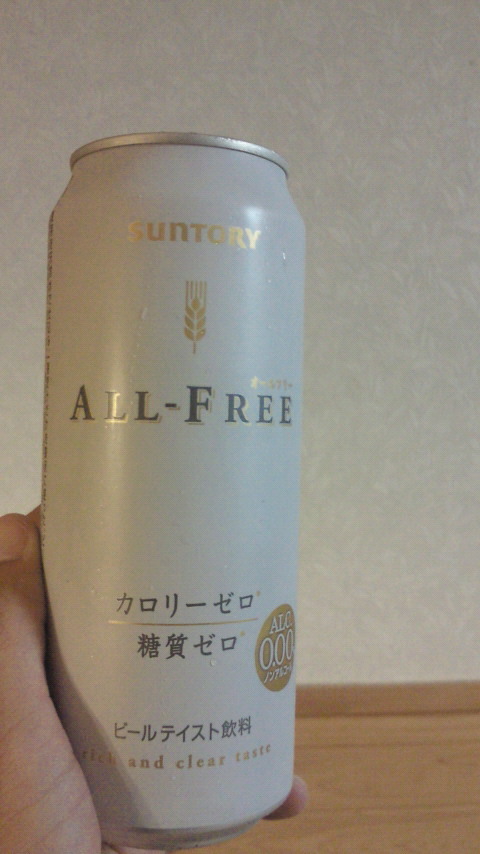 SUNTORY
オールフリー
ALL-FREE
カロリーゼロ*
糖質ゼロ*
ALC.
0.00
ノンアルコール
ビールテイスト飲料
rich and clear taste